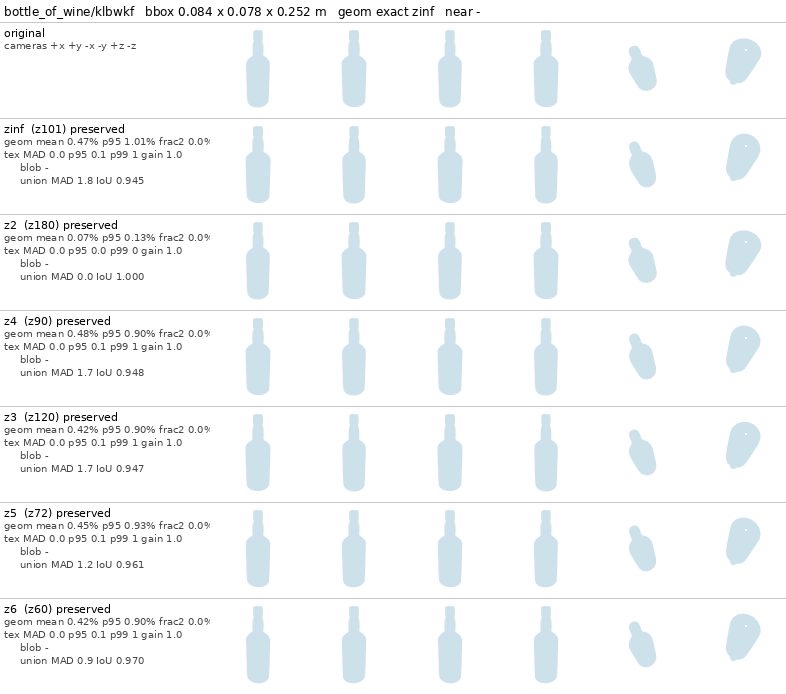 bottle_of_wine/klbwkf bbox 0.084 x 0.078 x 0.252 m geom exact zinf near -
original
cameras +x +y -x -y +z -z
zinf (z101) preserved
geom mean 0.47% p95 1.01% frac2 0.0%
tex MAD 0.0 p95 0.1 p99 1 gain 1.0
blob -
union MAD 1.8 IoU 0.945
z2 (z180) preserved
geom mean 0.07% p95 0.13% frac2 0.0%
tex MAD 0.0 p95 0.0 p99 0 gain 1.0
blob -
union MAD 0.0 IoU 1.000
z4 (z90) preserved
geom mean 0.48% p95 0.90% frac2 0.0%
tex MAD 0.0 p95 0.1 p99 1 gain 1.0
blob -
union MAD 1.7 IoU 0.948
z3 (z120) preserved
geom mean 0.42% p95 0.90% frac2 0.0%
tex MAD 0.0 p95 0.1 p99 1 gain 1.0
blob -
union MAD 1.7 IoU 0.947
z5 (z72) preserved
geom mean 0.45% p95 0.93% frac2 0.0%
tex MAD 0.0 p95 0.1 p99 1 gain 1.0
blob -
union MAD 1.2 IoU 0.961
z6 (z60) preserved
geom mean 0.42% p95 0.90% frac2 0.0%
tex MAD 0.0 p95 0.1 p99 1 gain 1.0
blob -
union MAD 0.9 IoU 0.970